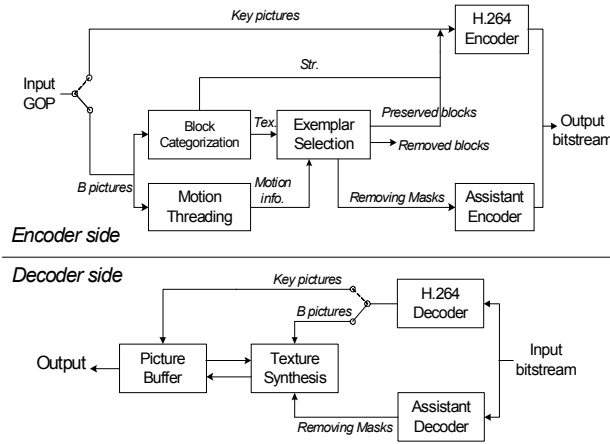 Key pictures
H.264
Encoder
Str.
Input
GOP
Block
Categorization
Tex.
Exemplar
Selection
Preserved blocks
Removed blocks
Output
bitstream
B pictures
Motion
Threading
Motion
info.
Removing Masks
Assistant
Encoder
Encoder side
Decoder side
Key pictures
H.264
Decoder
B pictures
Output
Picture
Buffer
Texture
Synthesis
Input
bitstream
Removing Masks
Assistant
Decoder